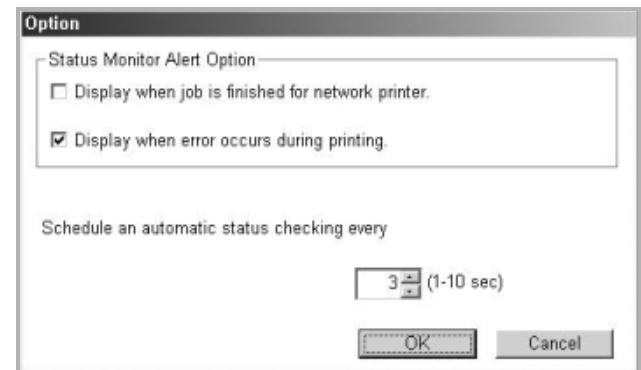 Option
Status Monitor Alert Option
Display when job is finished for network printer.
Display when error occurs during printing.
Schedule an automatic status checking every
3 (1-10 sec)
OK Cancel